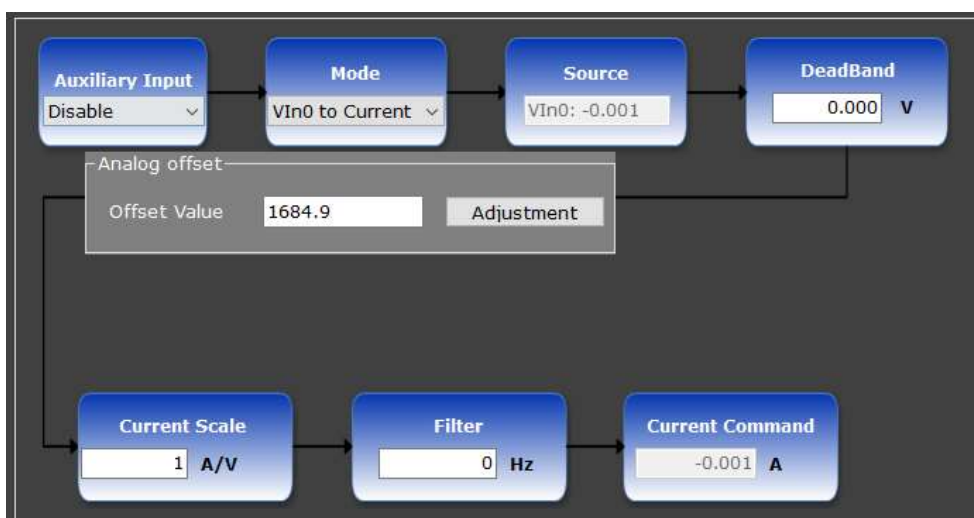 Auxiliary Input
Disable
Mode
VIn0 to Current
Source
VIn0: -0.001
DeadBand
0.000 V
Analog offset
Offset Value 1684.9 Adjustment
Current Scale
1 A/V
Filter
0 Hz
Current Command
-0.001 A